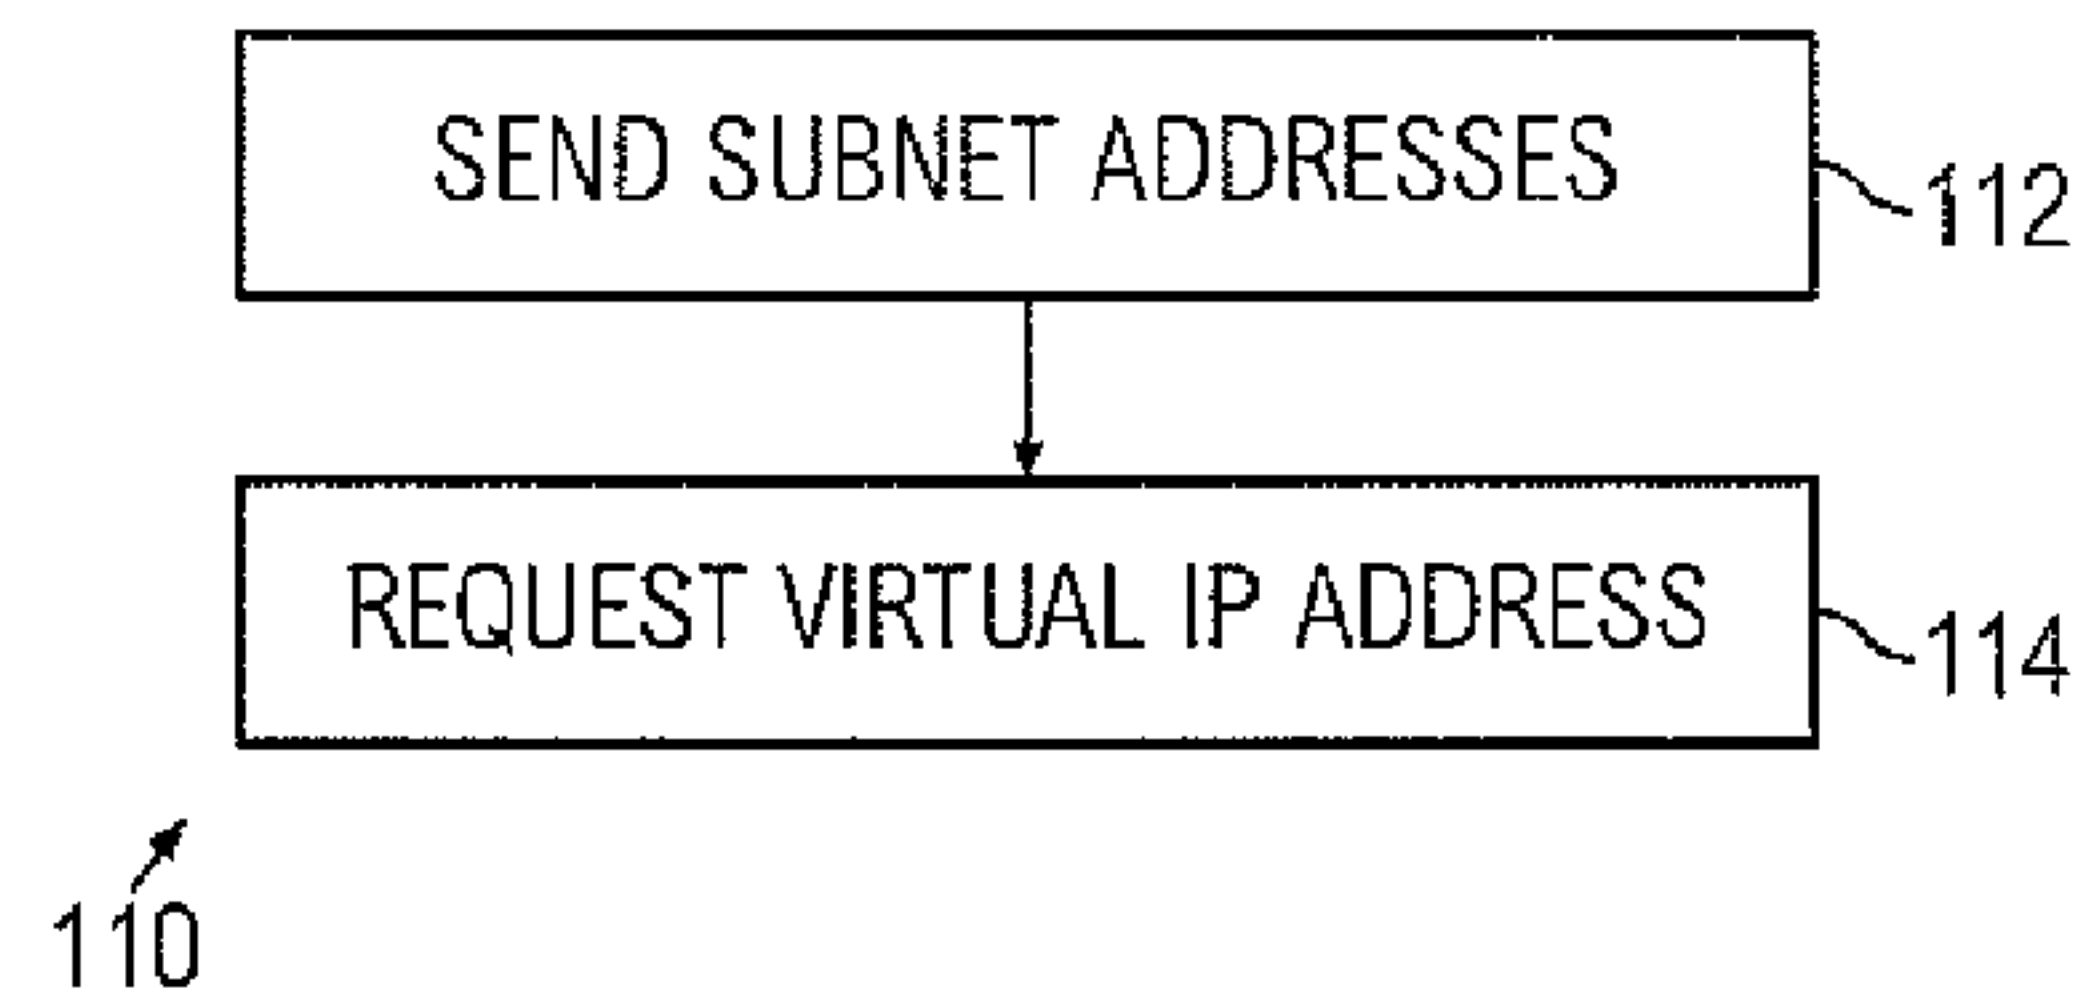 SEND SUBNET ADDRESSES
112
REQUEST VIRTUAL IP ADDRESS
114
110